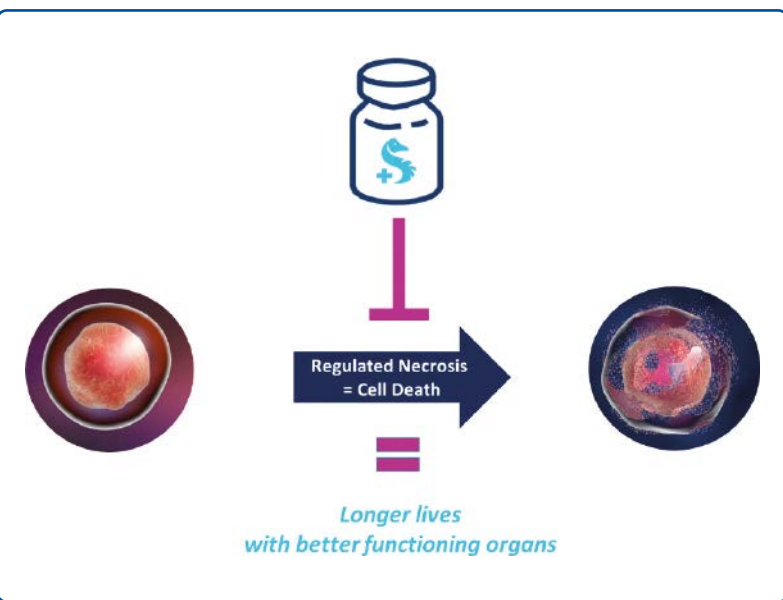 Regulated Necrosis
= Cell Death
Longer lives
with better functioning organs